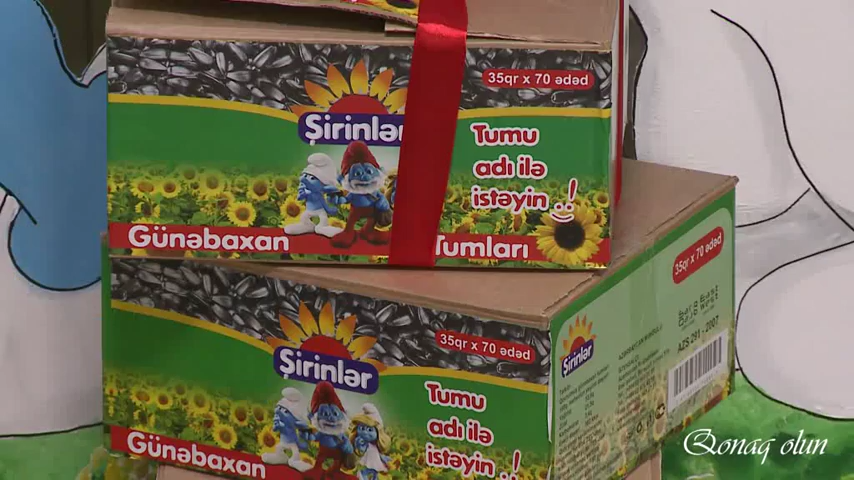 35qr x 70 ədəd
Şirinlər
Tumu
adı ilə
istəyin...!
Günəbaxan
Tumları
35qr x 70 ədəd
Şirinlər
Tumu
adı ilə
istəyin...!
Günəbaxan
35qr x 70 ədəd
Şirinlər
AZS 091 - 2007
Qonaq olun